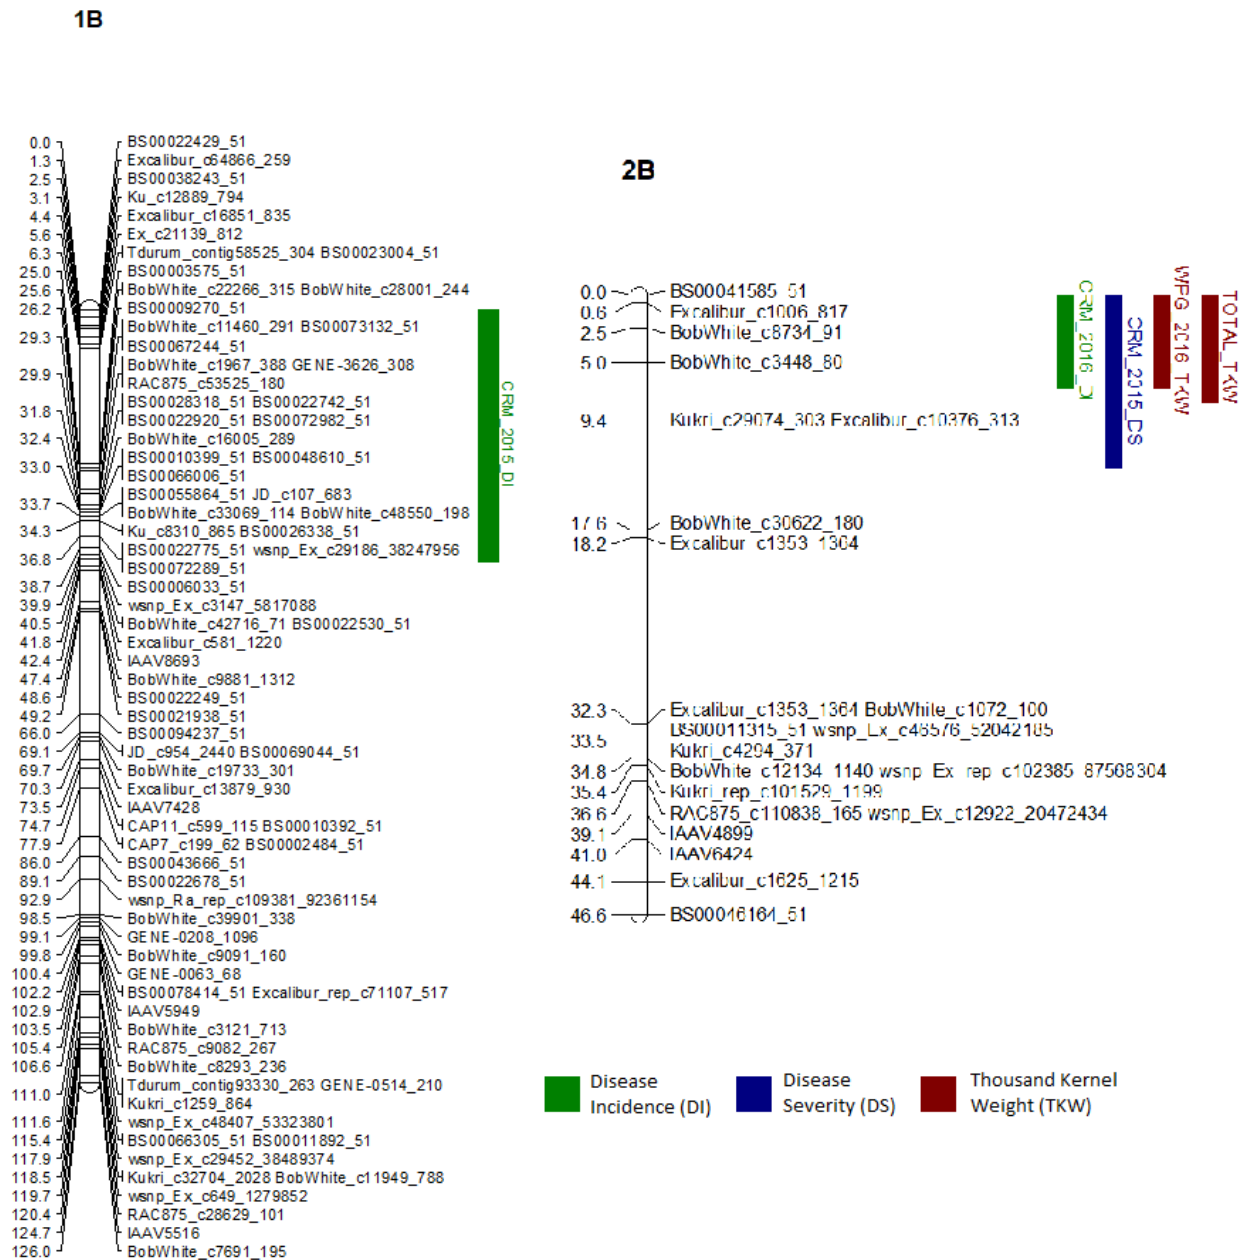 1B
0.0 BS00022429_51
1.3 Excalibur_c64866_259
2.5 BS00038243_51
3.1 Ku_c12889_794
4.4 Excalibur_c16851_835
5.6 Ex_c21139_812
6.3 Tdurum_contig58525_304 BS00023004_51
25.0 BS00003575_51
25.6 BobWhite_c22266_315 BobWhite_c28001_244
26.2 BS00009270_51
BobWhite_c11460_291 BS00073132_51
29.3 BS00067244_51
BobWhite_c1967_388 GENE-3626_308
29.9 RAC875_c53525_180
BS00028318_51 BS00022742_51
31.8 BS00022920_51 BS00072982_51
32.4 BobWhite_c16005_289
BS00010399_51 BS00048610_51
33.0 BS00066006_51
BS00055864_51 JD_c107_683
33.7 BobWhite_c33069_114 BobWhite_c48550_198
34.3 Ku_c8310_865 BS00026338_51
BS00022775_51 wsnp_Ex_c29186_38247956
36.8 BS00072289_51
38.7 BS00006033_51
39.9 wsnp_Ex_c3147_5817088
40.5 BobWhite_c42716_71 BS00022530_51
41.8 Excalibur_c581_1220
42.4 IAAV8693
47.4 BobWhite_c9881_1312
48.6 BS00022249_51
49.2 BS00021938_51
66.0 BS00094237_51
69.1 JD_c954_2440 BS00069044_51
69.7 BobWhite_c19733_301
70.3 Excalibur_c13879_930
73.5 IAAV7428
74.7 CAP11_c599_115 BS00010392_51
77.9 CAP7_c199_62 BS00002484_51
86.0 BS00043666_51
89.1 BS00022678_51
92.9 wsnp_Ra_rep_c109381_92361154
98.5 BobWhite_c39901_338
99.1 GENE-0208_1096
99.8 BobWhite_c9091_160
100.4 GENE-0063_68
102.2 BS00078414_51 Excalibur_rep_c71107_517
102.9 IAAV5949
103.5 BobWhite_c3121_713
105.4 RAC875_c9082_267
106.6 BobWhite_c8293_236
Tdurum_contig93330_263 GENE-0514_210
111.0 Kukri_c1259_864
111.6 wsnp_Ex_c48407_53323801
115.4 BS00066305_51 BS00011892_51
117.9 wsnp_Ex_c29452_38489374
118.5 Kukri_c32704_2028 BobWhite_c11949_788
119.7 wsnp_Ex_c649_1279852
120.4 RAC875_c28629_101
124.7 IAAV5516
126.0 BobWhite_c7691_195
CRM_2015_DI
2B
0.0 BS00041585_51
0.6 Excalibur_c1006_817
2.5 BobWhite_c8734_91
5.0 BobWhite_c3448_80
9.4 Kukri_c29074_303 Excalibur_c10376_313
17.6 BobWhite_c30622_180
18.2 Excalibur_c1353_1304
32.3 Excalibur_c1353_1364 BobWhite_c1072_100
BS00011315_51 wsnp_Ex_c46576_52042185
33.5 Kukri_c4294_371
34.8 BobWhite_c12134_1140 wsnp_Ex_rep_c102385_87568304
35.4 Kukri_rep_c101529_1199
36.6 RAC875_c110838_165 wsnp_Ex_c12922_20472434
39.1 IAAV4899
41.0 IAAV6424
44.1 Excalibur_c1625_1215
46.6 BS00046164_51
CRM_2016_DI
CRM_2015_DS
WPG_2016_TKW
TOTAL_TKW
Disease Incidence (DI)
Disease Severity (DS)
Thousand Kernel Weight (TKW)